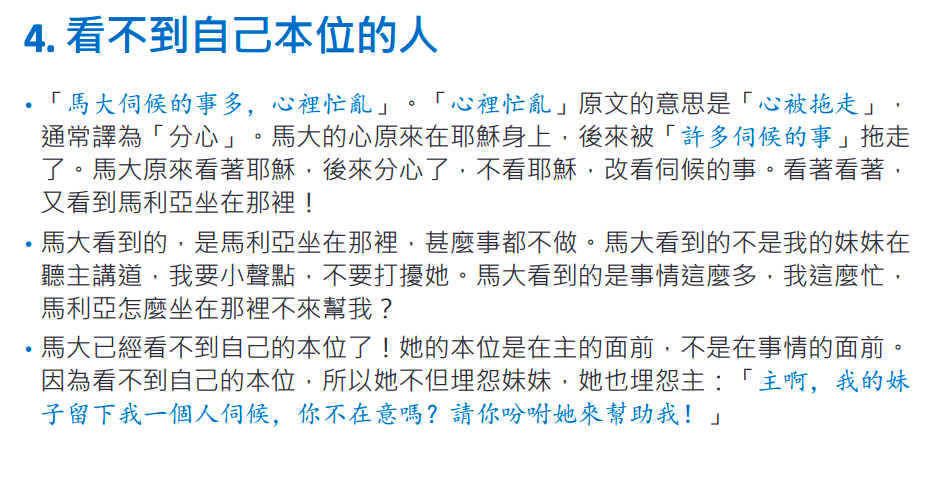 4. 看不到自己本位的人
•「馬大伺候的事多，心裡忙亂」。「心裡忙亂」原文的意思是「心被拖走」，
通常譯為「分心」。馬大的心原來在耶穌身上，後來被「許多伺候的事」拖走
了。馬大原來看著耶穌，後來分心了，不看耶穌，改看伺候的事。看著看著，
又看到馬利亞坐在那裡！
•馬大看到的，是馬利亞坐在那裡，甚麼事都不做。馬大看到的不是我的妹妹在
聽主講道，我要小聲點，不要打擾她。馬大看到的是事情這麼多，我這麼忙，
馬利亞怎麼坐在那裡不來幫我？
•馬大已經看不到自己的本位了！她的本位是在主的面前，不是在事情的面前。
因為看不到自己的本位，所以她不但埋怨妹妹，她也埋怨主：「主啊，我的妹
子留下我一個人伺候，你不在意嗎？請你吩咐她來幫助我！」